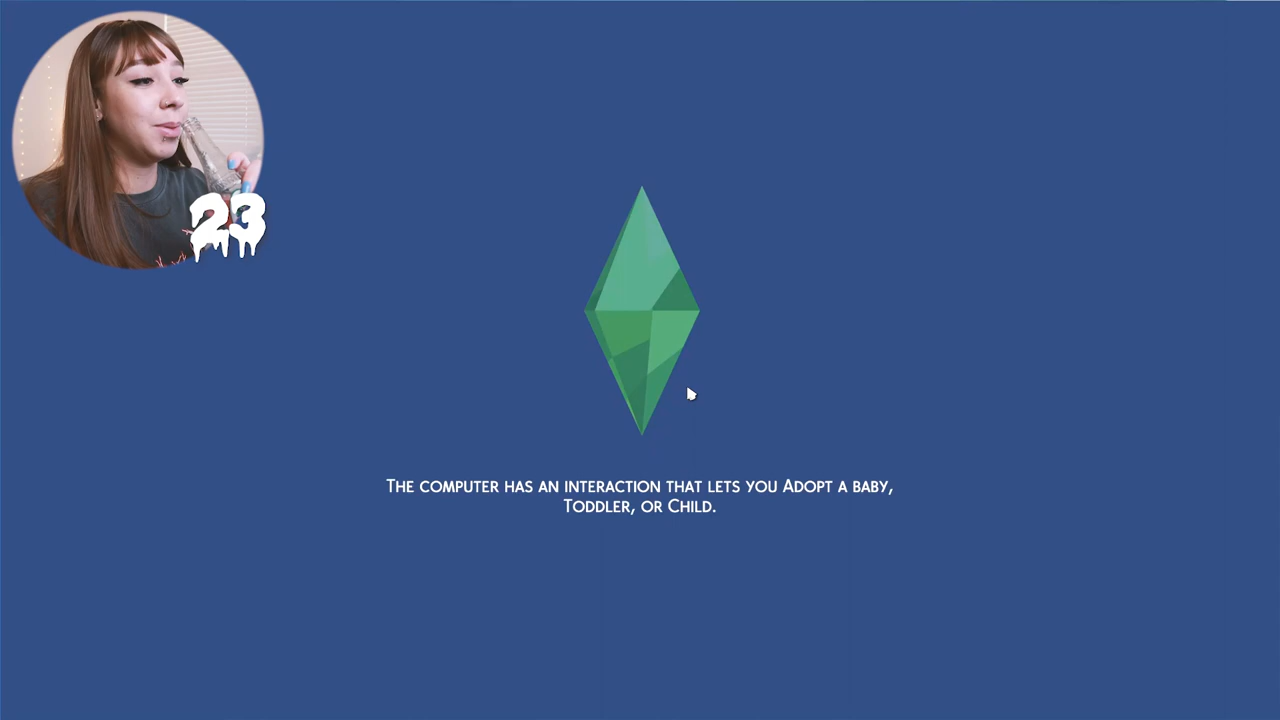 23
The computer has an interaction that lets you Adopt a baby,
Toddler, or Child.